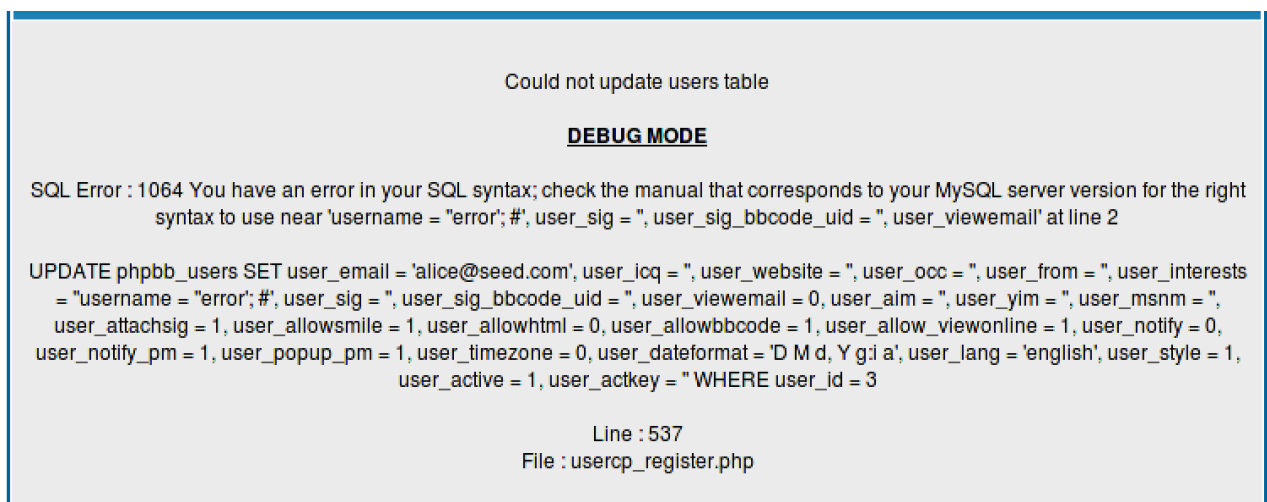 Could not update users table
DEBUG MODE
SQL Error : 1064 You have an error in your SQL syntax; check the manual that corresponds to your MySQL server version for the right
syntax to use near 'username = ''error'; #', user_sig = '', user_sig_bbcode_uid = '', user_viewemail' at line 2
UPDATE phpbb_users SET user_email = 'alice@seed.com', user_icq = '', user_website = '', user_occ = '', user_from = '', user_interests
= ''username = ''error'; #', user_sig = '', user_sig_bbcode_uid = '', user_viewemail = 0, user_aim = '', user_yim = '', user_msnm = '',
user_attachsig = 1, user_allowsmile = 1, user_allowhtml = 0, user_allowbbcode = 1, user_allow_viewonline = 1, user_notify = 0,
user_notify_pm = 1, user_popup_pm = 1, user_timezone = 0, user_dateformat = 'D M d, Y g:i a', user_lang = 'english', user_style = 1,
user_active = 1, user_actkey = '' WHERE user_id = 3
Line : 537
File : usercp_register.php